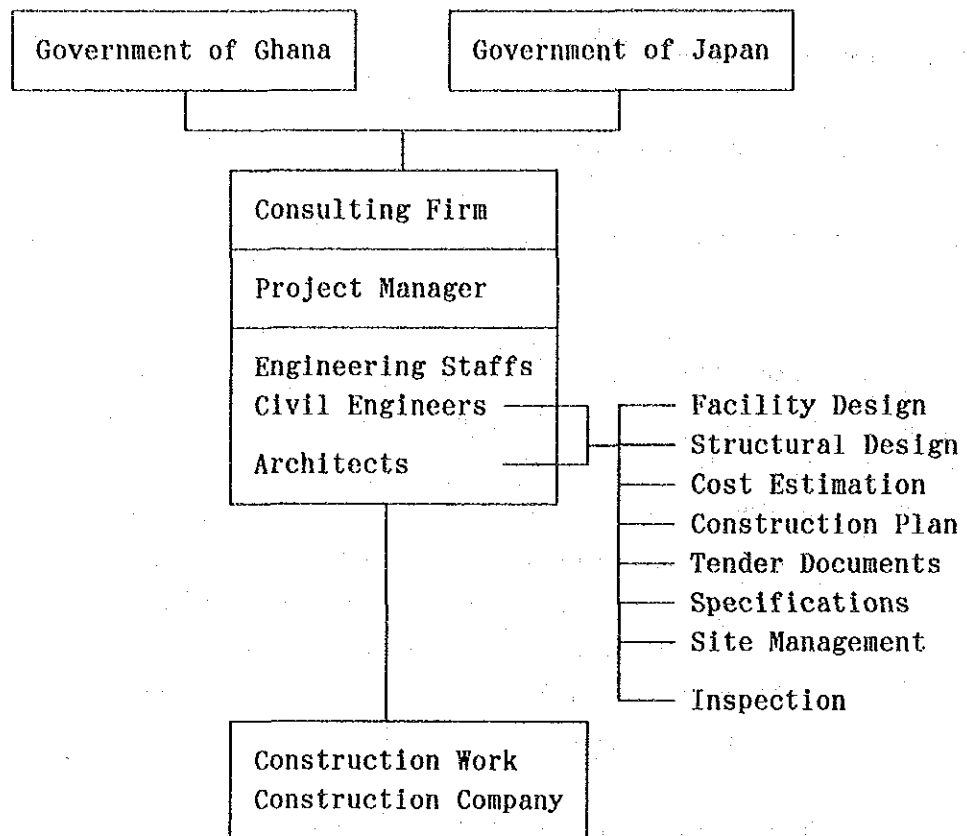 Government of Ghana
Government of Japan
Consulting Firm
Project Manager
Engineering Staffs
Civil Engineers
Architects
Facility Design
Structural Design
Cost Estimation
Construction Plan
Tender Documents
Specifications
Site Management
Inspection
Construction Work
Construction Company